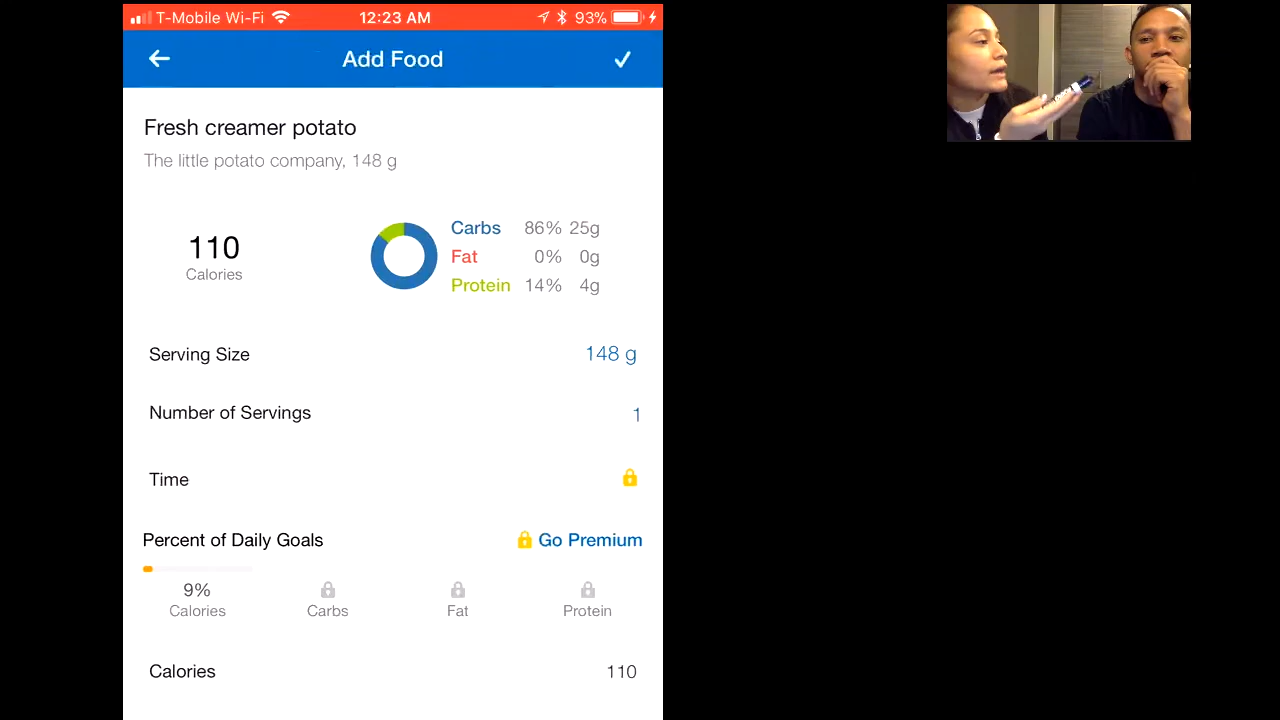 T-Mobile Wi-Fi 12:23 AM 93%
Add Food
Fresh creamer potato
The little potato company, 148 g
110
Calories
Carbs 86% 25g
Fat 0% 0g
Protein 14% 4g
Serving Size 148 g
Number of Servings 1
Time
Percent of Daily Goals Go Premium
9%
Calories Carbs Fat Protein
Calories 110